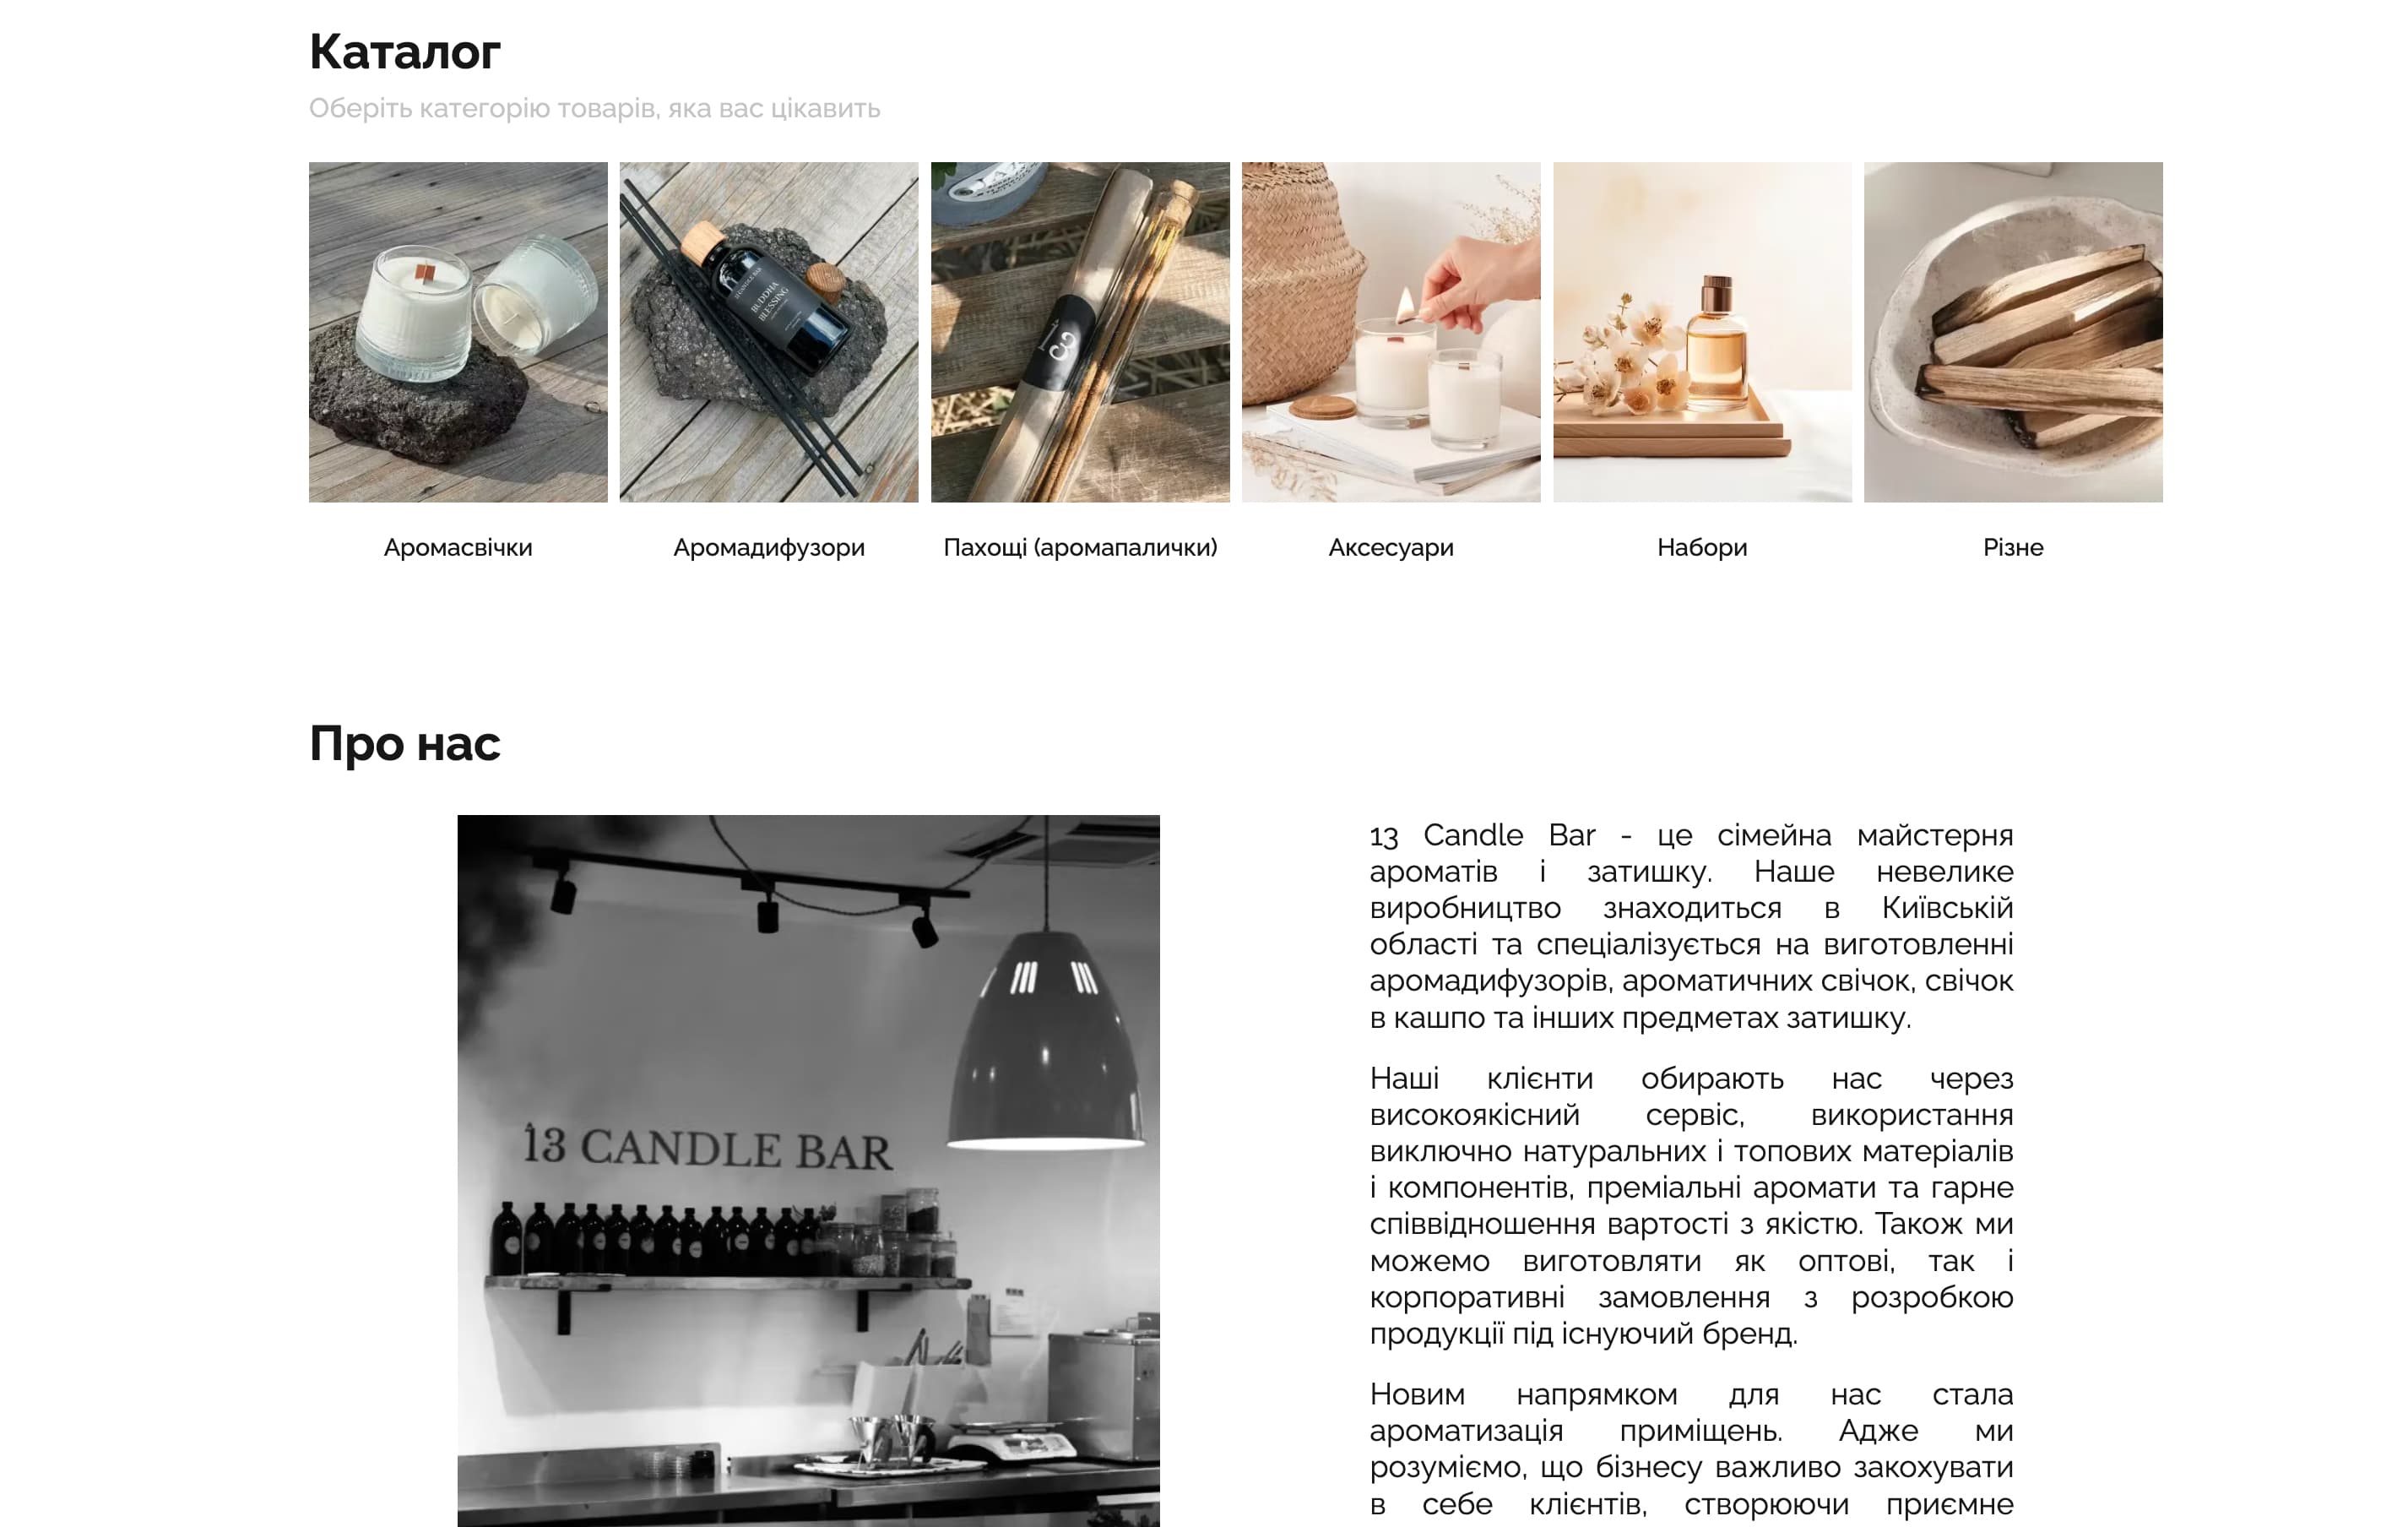 Каталог
Оберіть категорію товарів, яка вас цікавить
BUDDHA
BLESSING
13
Аромасвічки
Аромадифузори
Пахощі (аромапалички)
Аксесуари
Набори
Різне
Про нас
13 CANDLE BAR
13 Candle Bar - це сімейна майстерня
ароматів і затишку. Наше невелике
виробництво знаходиться в Київській
області та спеціалізується на виготовленні
аромадифузорів, ароматичних свічок, свічок
в кашпо та інших предметах затишку.
Наші клієнти обирають нас через
високоякісний сервіс, використання
виключно натуральних і топових матеріалів
і компонентів, преміальні аромати та гарне
співвідношення вартості з якістю. Також ми
можемо виготовляти як оптові, так і
корпоративні замовлення з розробкою
продукції під існуючий бренд.
Новим напрямком для нас стала
ароматизація приміщень. Адже ми
розуміємо, що бізнесу важливо закохувати
в себе клієнтів, створюючи приємне